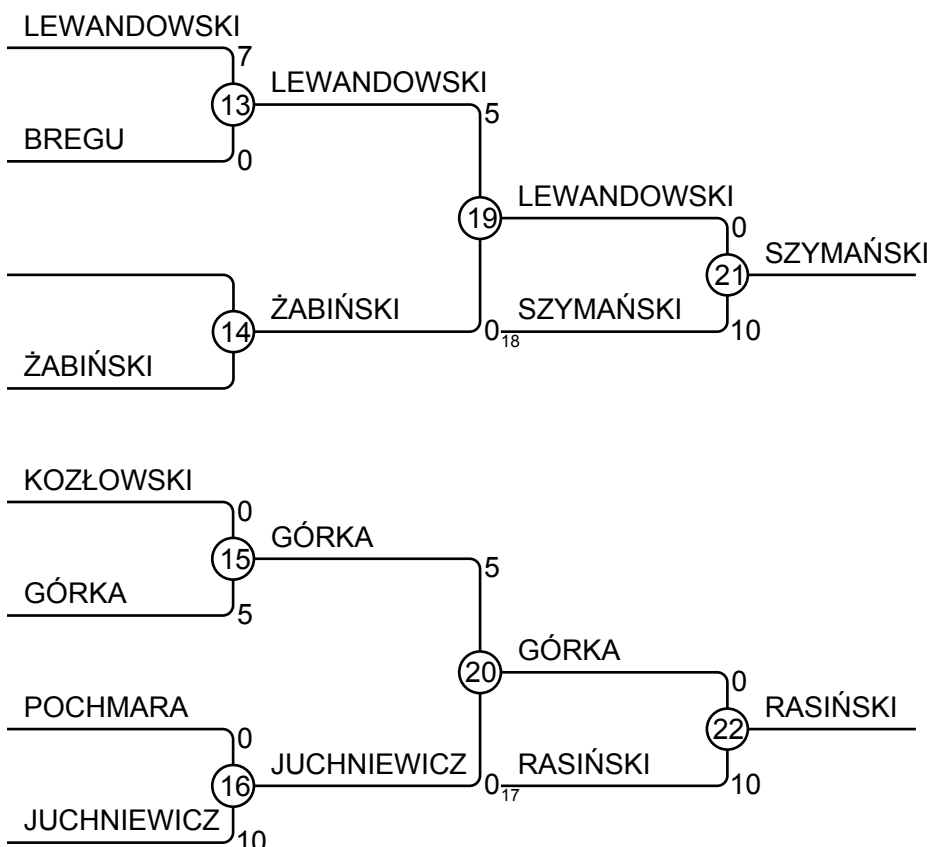 LEWANDOWSKI
7
13
LEWANDOWSKI
5
BREGU
0
19
LEWANDOWSKI
0
21
SZYMAŃSKI
14
ŻABIŃSKI
0
18
SZYMAŃSKI
10
ŻABIŃSKI
KOZŁOWSKI
0
15
GÓRKA
5
GÓRKA
5
20
GÓRKA
0
22
RASIŃSKI
POCHMARA
0
16
JUCHNIEWICZ
0
17
RASIŃSKI
10
JUCHNIEWICZ
10